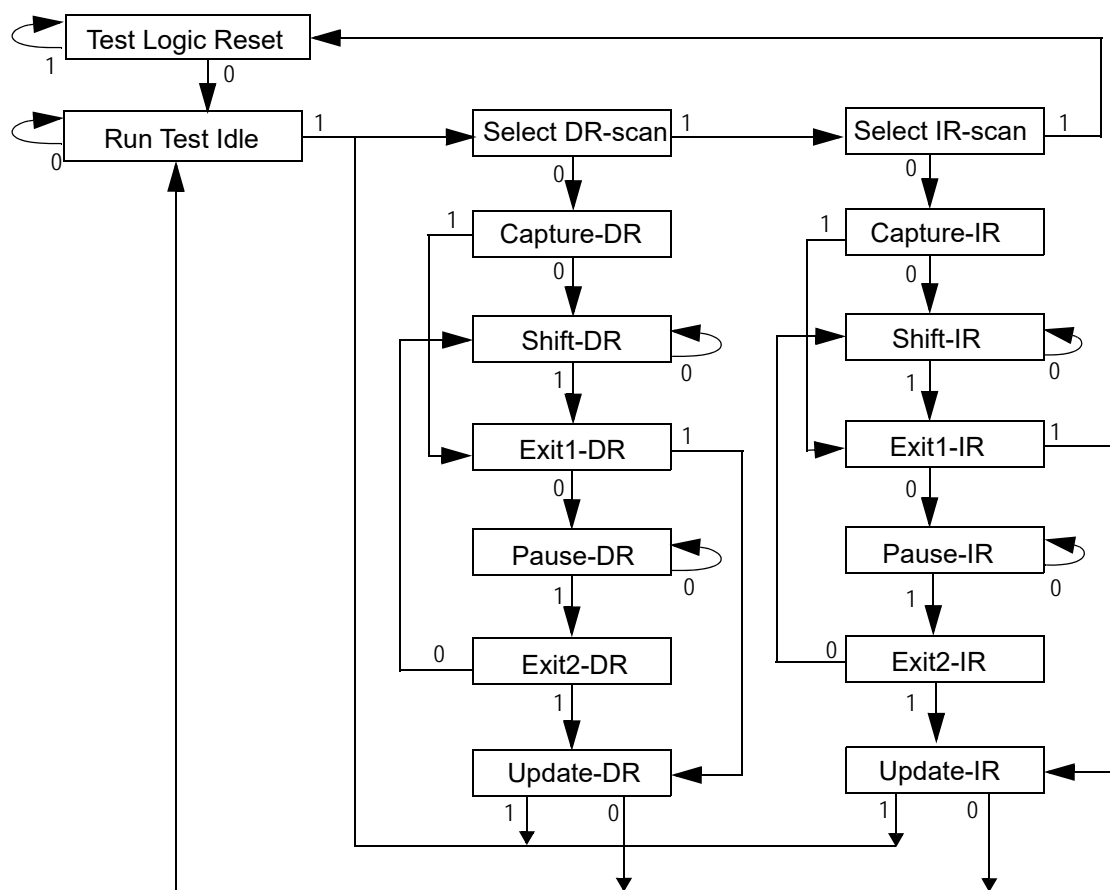 Test Logic Reset
1
0
Run Test Idle
1
0
Select DR-scan
1
Select IR-scan
1
0
0
1
Capture-DR
1
Capture-IR
0
0
Shift-DR
0
Shift-IR
0
1
1
Exit1-DR
1
Exit1-IR
1
0
0
Pause-DR
0
Pause-IR
0
1
1
0
Exit2-DR
0
Exit2-IR
1
1
Update-DR
Update-IR
1
0
1
0